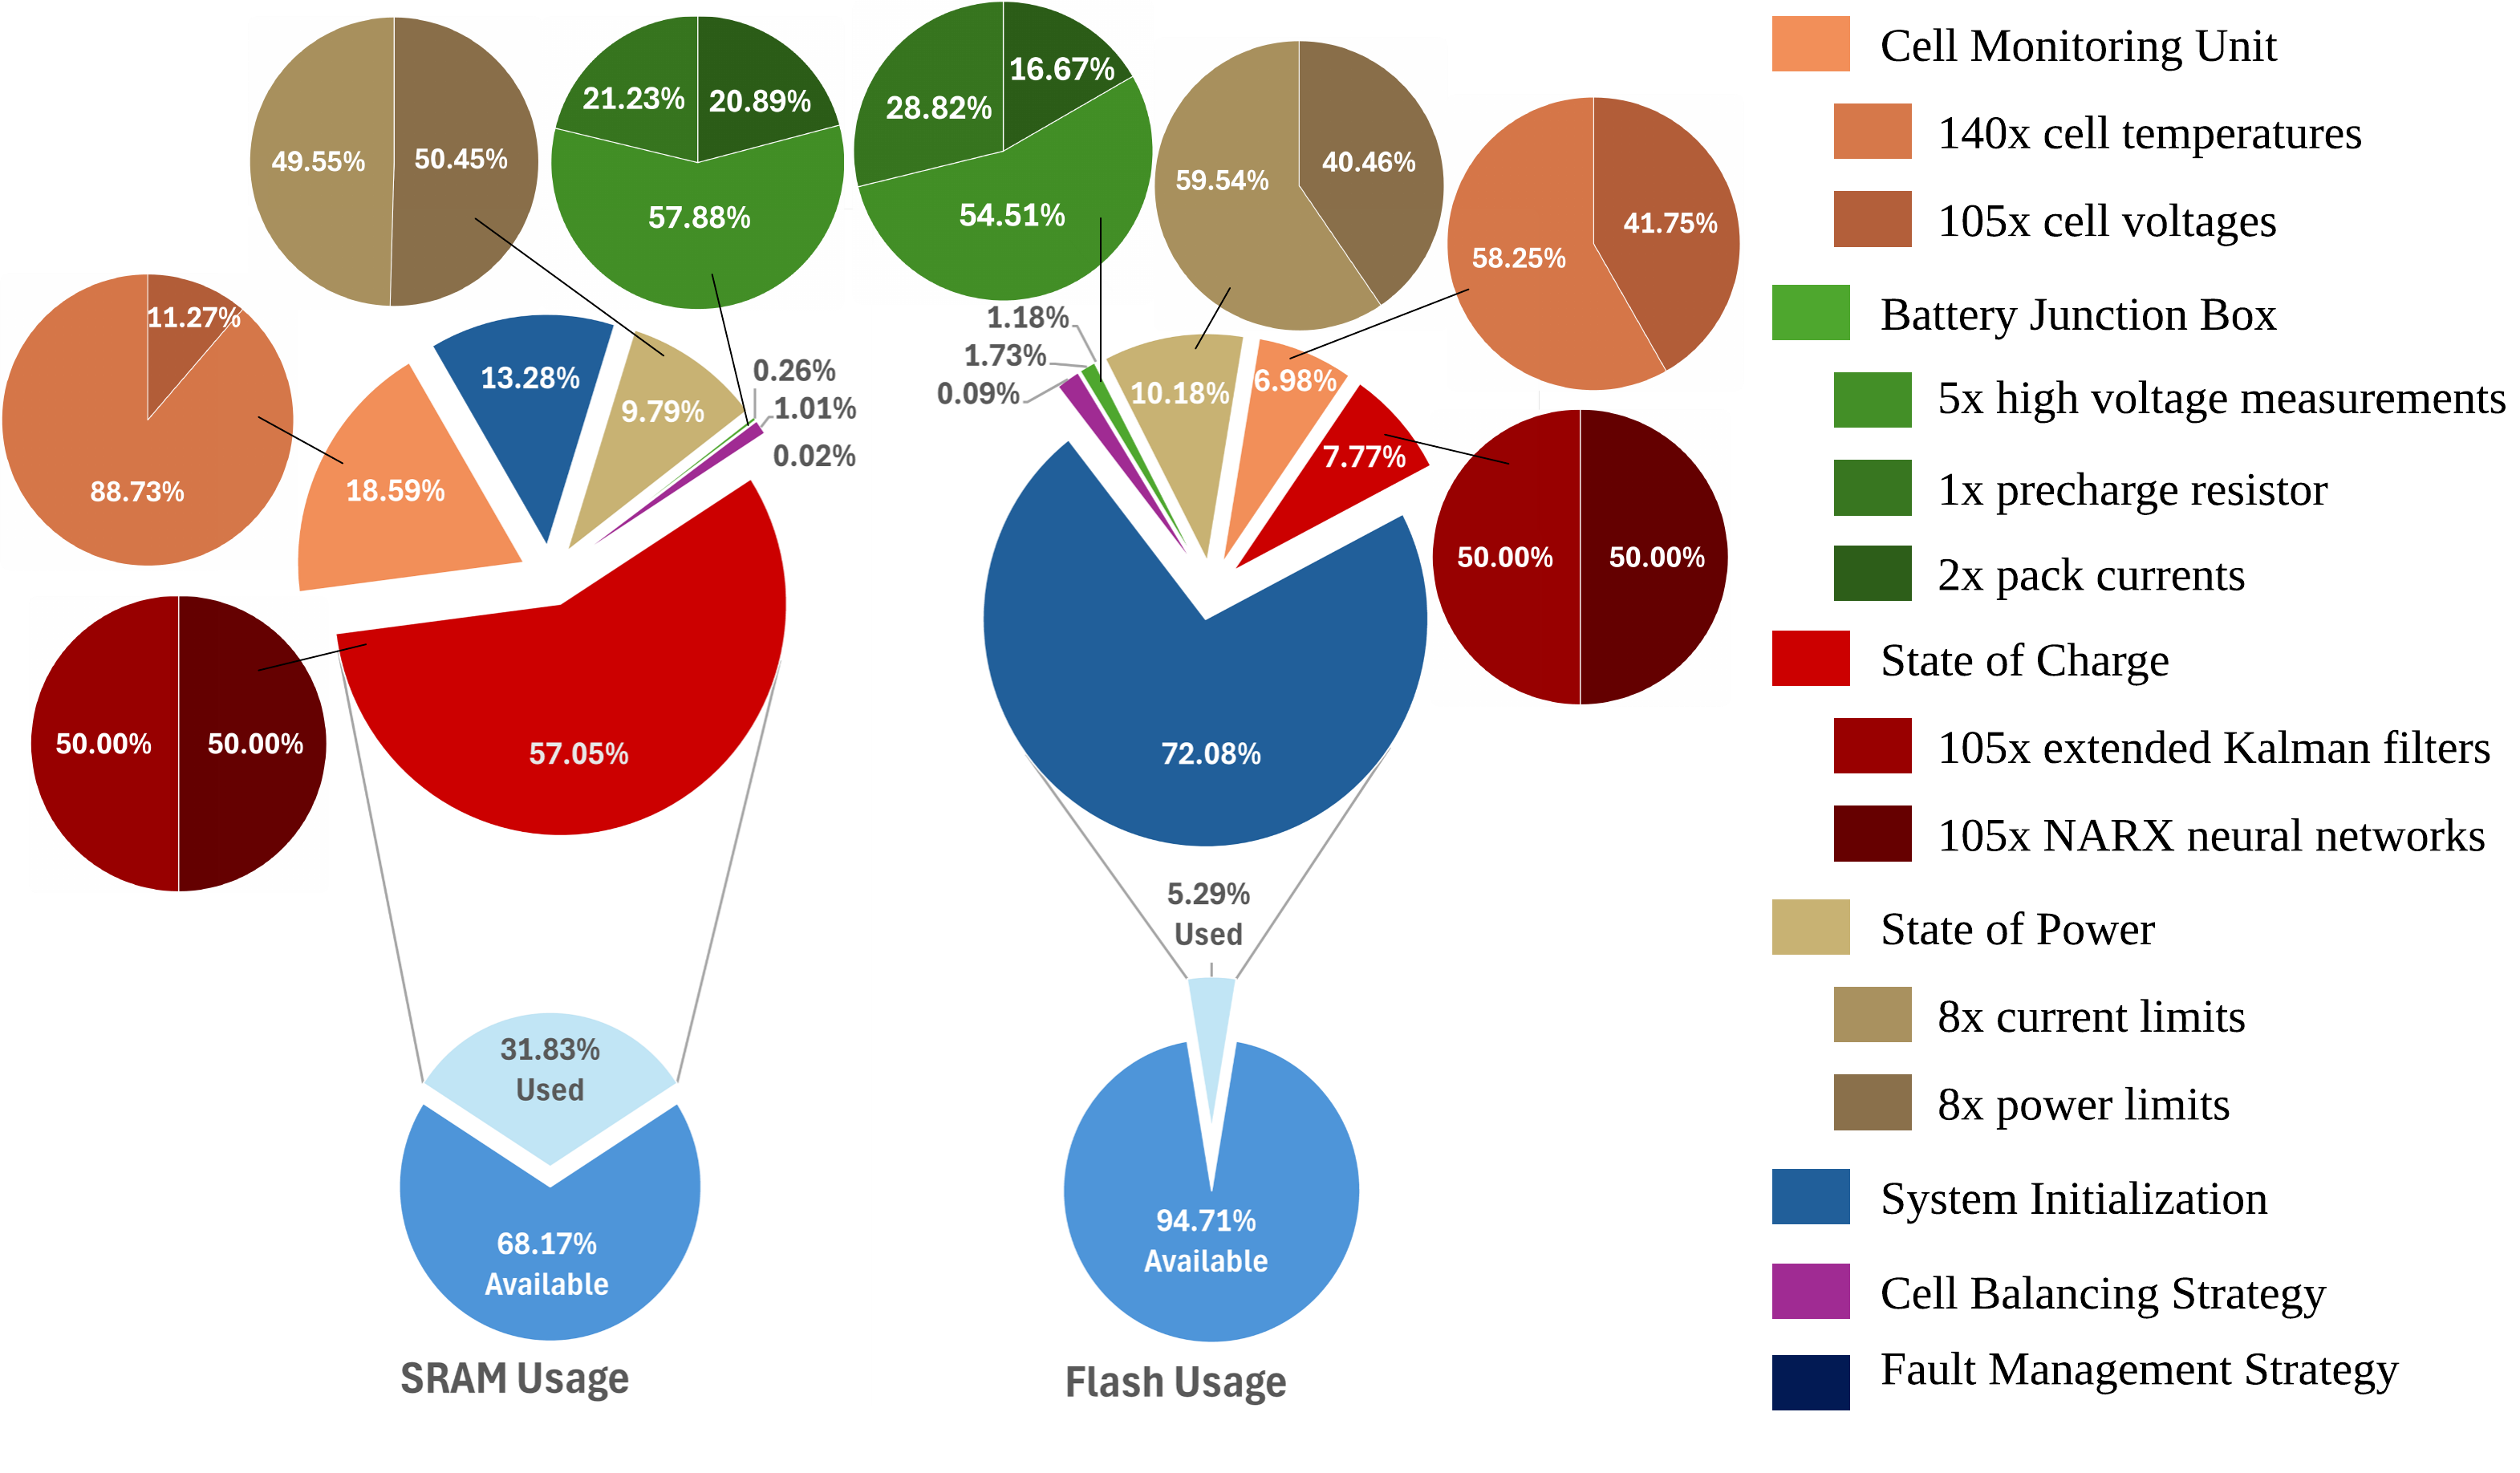 49.55%
50.45%
21.23%
20.89%
57.88%
28.82%
16.67%
54.51%
59.54%
40.46%
58.25%
41.75%
11.27%
88.73%
50.00%
50.00%
18.59%
13.28%
9.79%
0.26%
1.01%
0.02%
57.05%
31.83%
Used
68.17%
Available
SRAM Usage
1.18%
1.73%
0.09%
10.18%
6.98%
7.77%
72.08%
50.00%
50.00%
5.29%
Used
94.71%
Available
Flash Usage
Cell Monitoring Unit
140x cell temperatures
105x cell voltages
Battery Junction Box
5x high voltage measurements
1x precharge resistor
2x pack currents
State of Charge
105x extended Kalman filters
105x NARX neural networks
State of Power
8x current limits
8x power limits
System Initialization
Cell Balancing Strategy
Fault Management Strategy